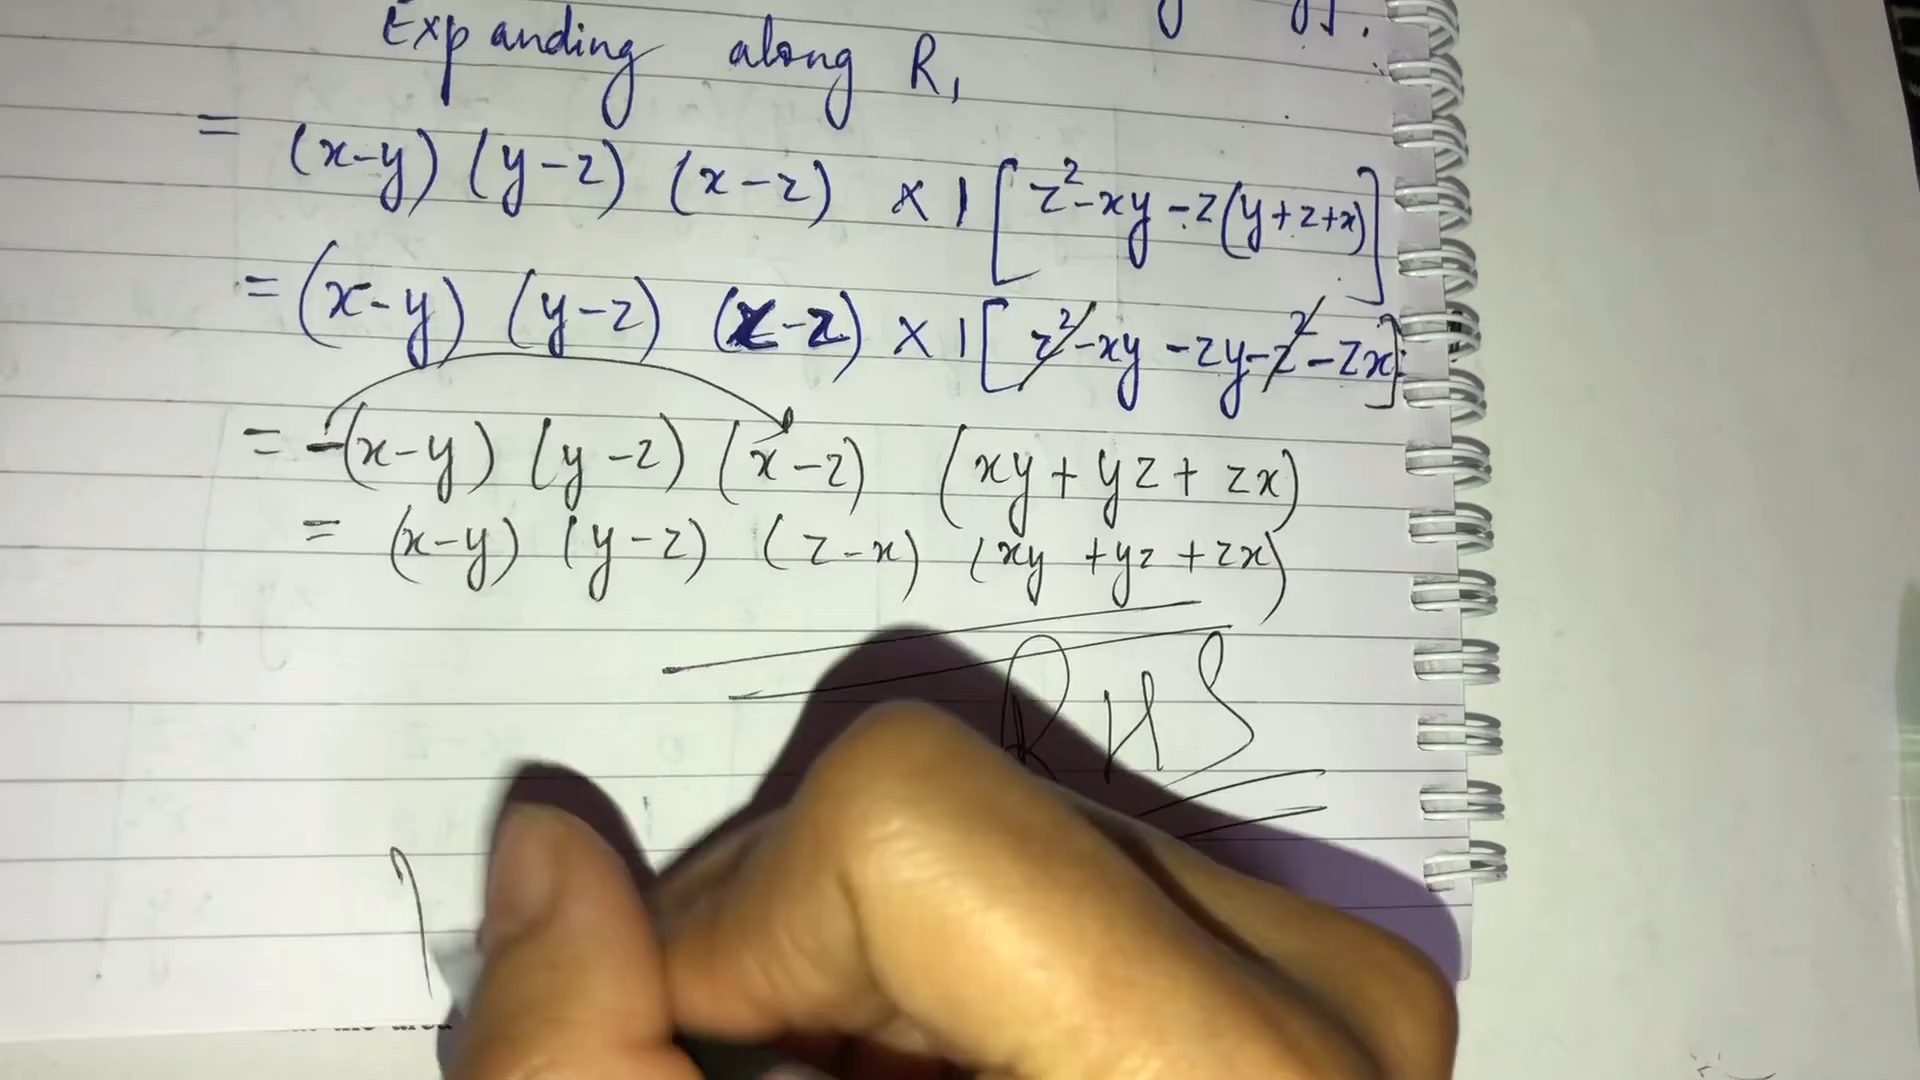 Expanding along R₁
= (x-y) (y-z) (x-z) × 1 [z²-xy-z(y+z+x)]
= (x-y) (y-z) (x-z) × 1 [z²-xy-zy-z²-zx]
= -(x-y) (y-z) (x-z) (xy+yz+zx)
= (x-y) (y-z) (z-x) (xy+yz+zx)
RHS